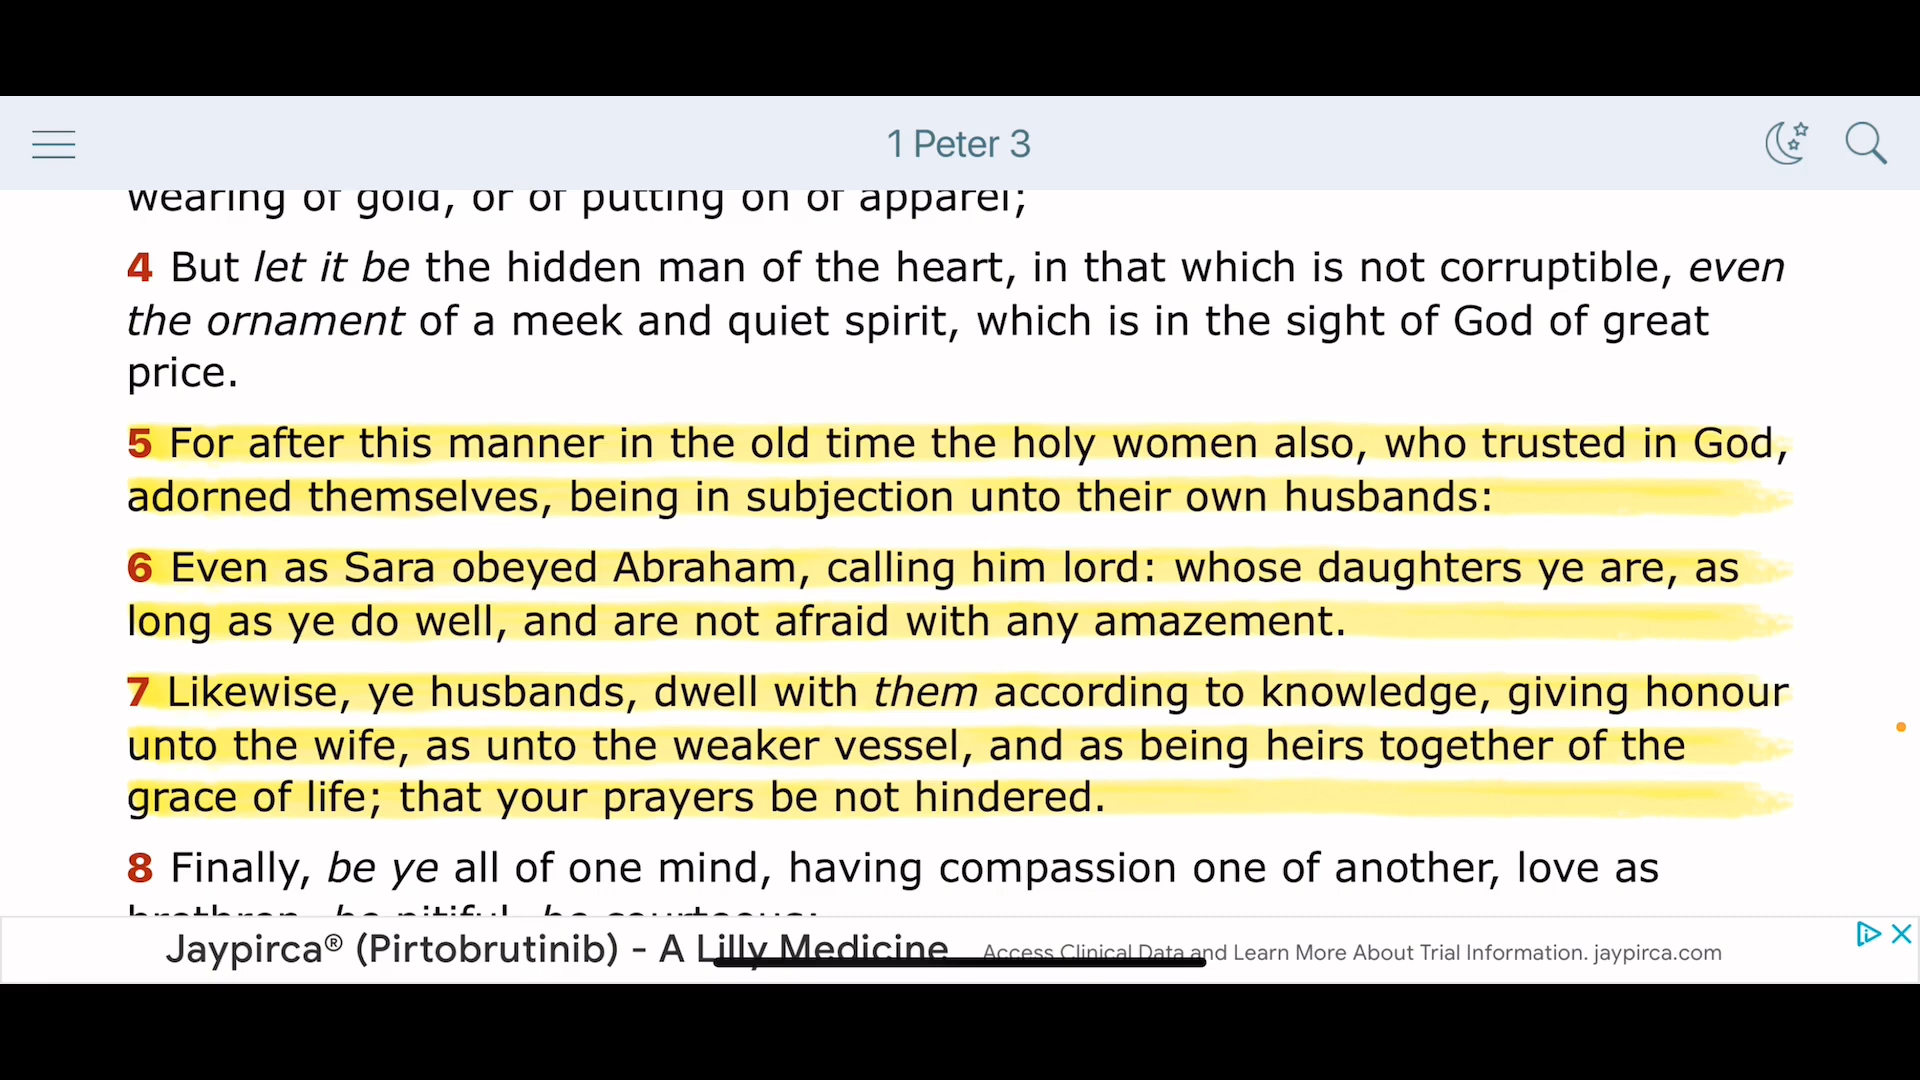 1 Peter 3
wearing of gold, or of putting on of apparel;
4 But let it be the hidden man of the heart, in that which is not corruptible, even
the ornament of a meek and quiet spirit, which is in the sight of God of great
price.
5 For after this manner in the old time the holy women also, who trusted in God,
adorned themselves, being in subjection unto their own husbands:
6 Even as Sara obeyed Abraham, calling him lord: whose daughters ye are, as
long as ye do well, and are not afraid with any amazement.
7 Likewise, ye husbands, dwell with them according to knowledge, giving honour
unto the wife, as unto the weaker vessel, and as being heirs together of the
grace of life; that your prayers be not hindered.
8 Finally, be ye all of one mind, having compassion one of another, love as
brethren, be pitiful, be courteous:
Jaypirca® (Pirtobrutinib) - A Lilly Medicine Access Clinical Data and Learn More About Trial Information. jaypirca.com